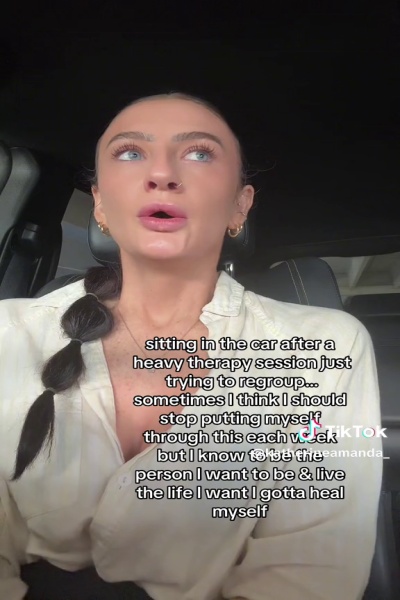 sitting in the car after a
heavy therapy session just
trying to regroup...
sometimes I think I should
stop putting myself
through this each week
but I know to be the
person I want to be & live
the life I want I gotta heal
myself
TikTok